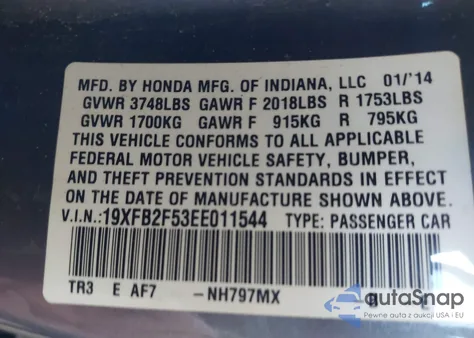 MFD. BY HONDA MFG. OF INDIANA, LLC 01/'14
GVWR 3748LBS GAWR F 2018LBS R 1753LBS
GVWR 1700KG GAWR F 915KG R 795KG
THIS VEHICLE CONFORMS TO ALL APPLICABLE
FEDERAL MOTOR VEHICLE SAFETY, BUMPER,
AND THEFT PREVENTION STANDARDS IN EFFECT
ON THE DATE OF MANUFACTURE SHOWN ABOVE.
V.I.N.:19XFB2F53EE011544 TYPE: PASSENGER CAR
TR3 E AF7 -NH797MX
autoSnap
Pewne auta z aukcji USA i EU